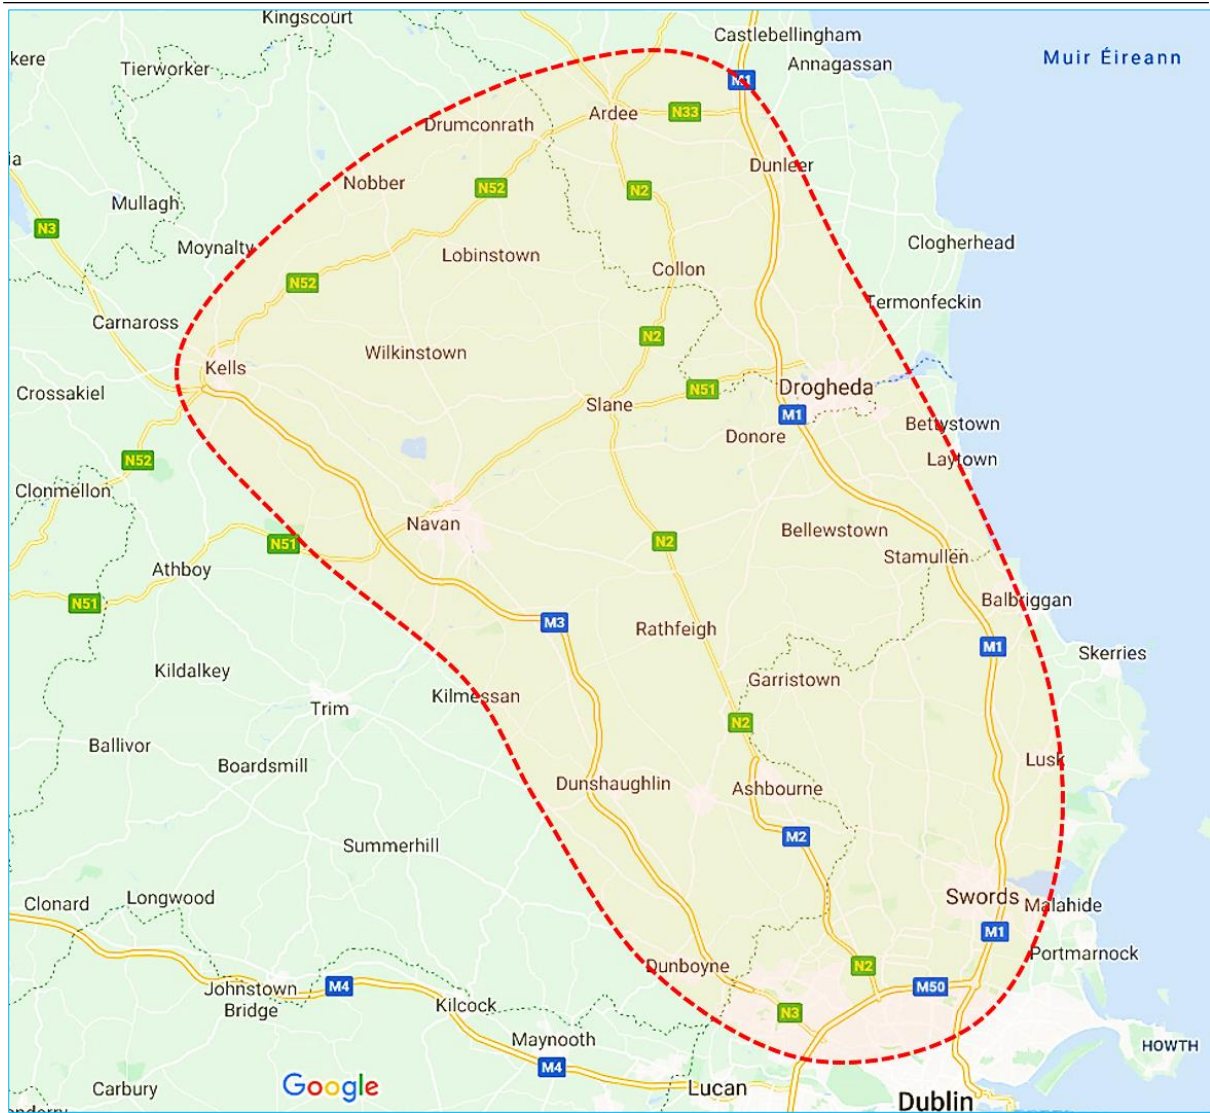 Kingscourt
Castlebellingham
Muir Éireann
Annagassan
Tierworker
M1
Ardee
N33
Drumconrath
Dunleer
Nobber
N52
N2
Mullagh
N3
Moynalty
Clogherhead
Lobinstown
Collon
N52
Termonfeckin
Carnaross
N2
Wilkinstown
Kells
Crossakiel
N51
Drogheda
Slane
M1
Bettystown
Donore
N52
Laytown
Clonmellon
Navan
Bellewstown
N51
N2
Stamullen
Athboy
N51
Balbriggan
M3
Rathfeigh
M1
Skerries
Kildalkey
Garristown
Kilmessan
Trim
N2
Ballivor
Boardsmill
Lusk
Dunshaughlin
Ashbourne
M2
Summerhill
Longwood
Swords
Clonard
Malahide
M1
Portmarnock
Dunboyne
N2
Johnstown
Bridge
M4
M50
Kilcock
N3
Maynooth
HOWTH
M4
Carbury
Google
Lucan
Dublin